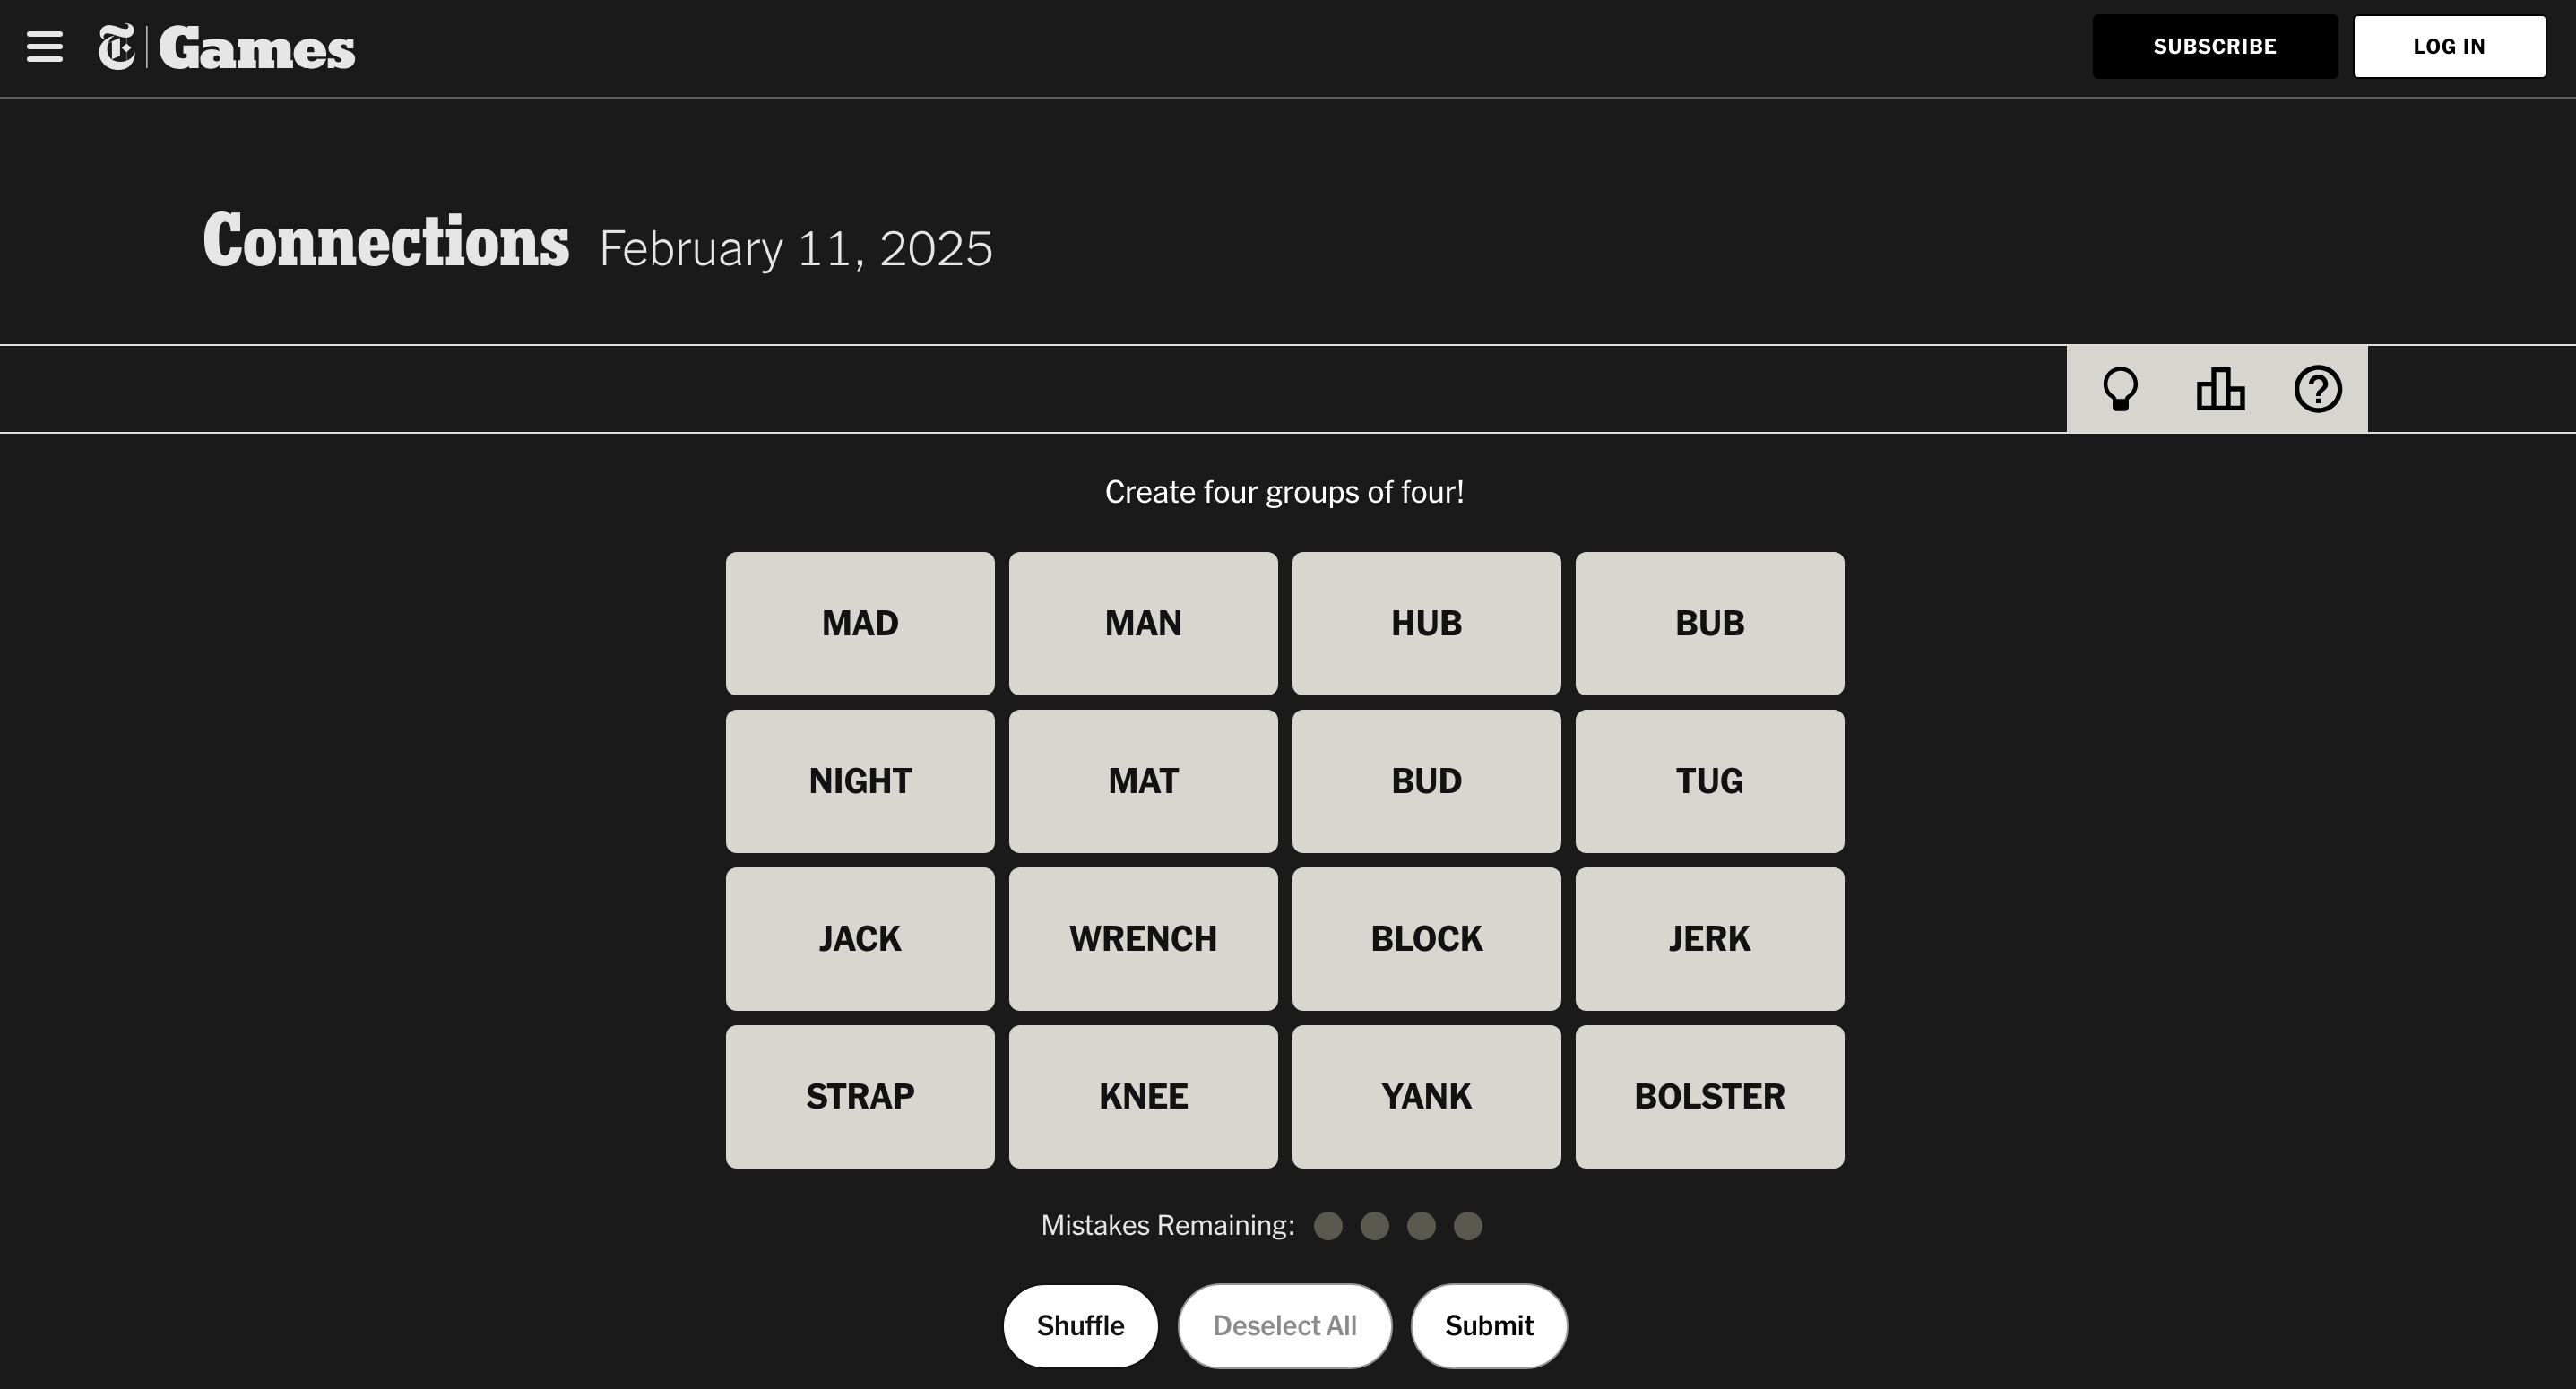 T Games
SUBSCRIBE
LOG IN
Connections February 11, 2025
Create four groups of four!
MAD MAN HUB BUB
NIGHT MAT BUD TUG
JACK WRENCH BLOCK JERK
STRAP KNEE YANK BOLSTER
Mistakes Remaining:
Shuffle Deselect All Submit